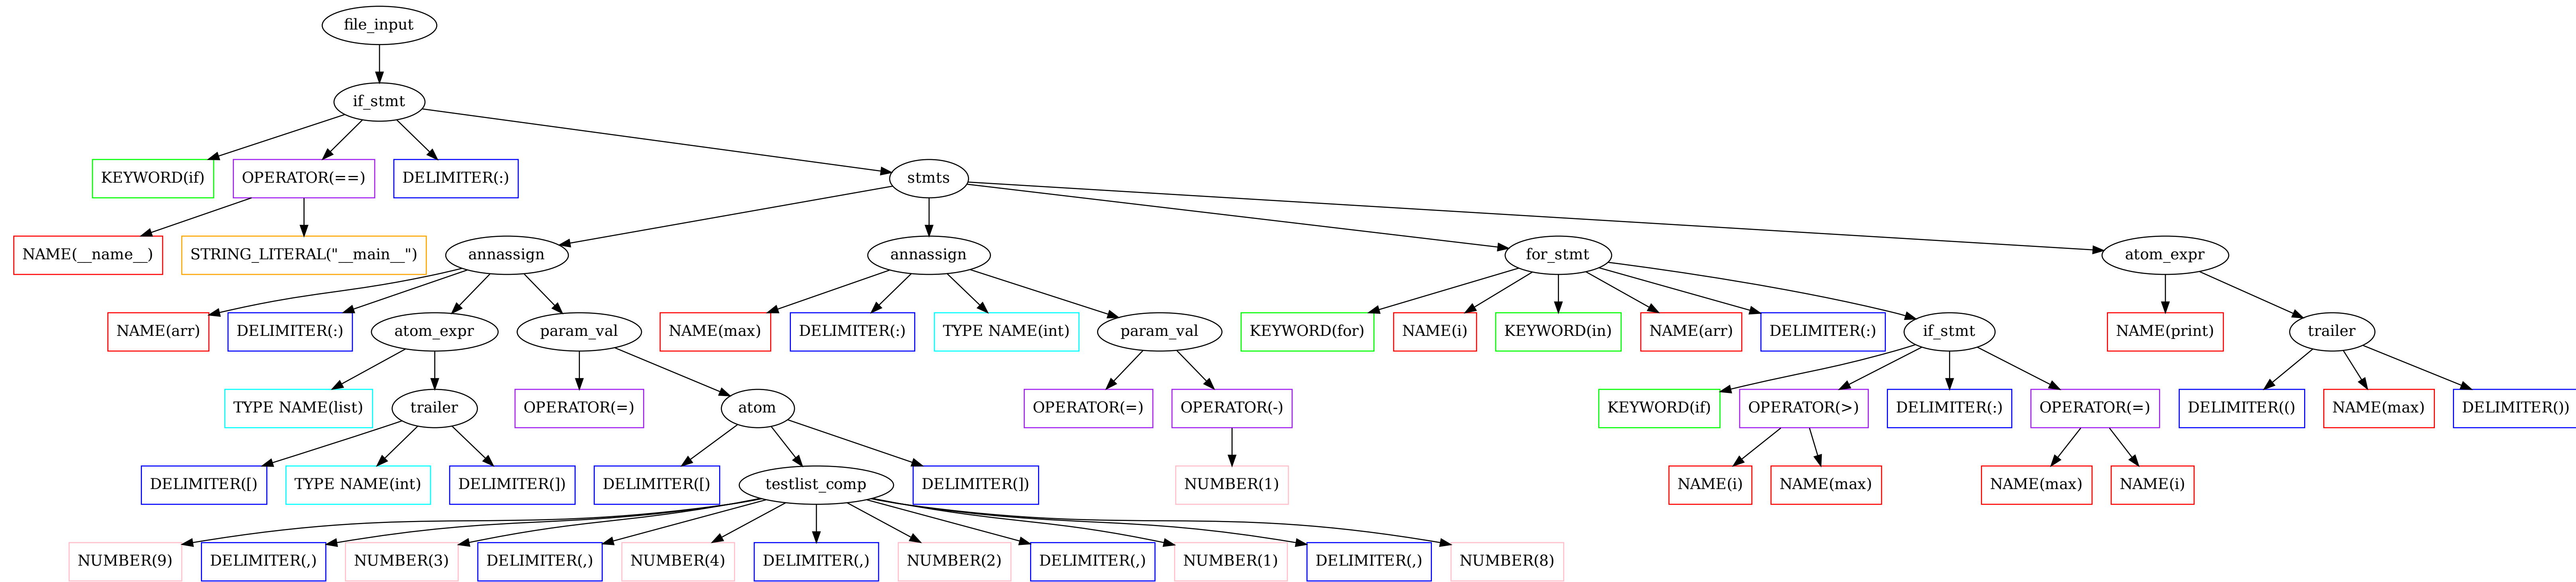 file_input
if_stmt
KEYWORD(if)
OPERATOR(==)
DELIMITER(:)
stmts
NAME(__name__)
STRING_LITERAL("__main__")
annassign
annassign
for_stmt
atom_expr
NAME(arr)
DELIMITER(:)
atom_expr
param_val
NAME(max)
DELIMITER(:)
TYPE NAME(int)
param_val
KEYWORD(for)
NAME(i)
KEYWORD(in)
NAME(arr)
DELIMITER(:)
if_stmt
NAME(print)
trailer
TYPE NAME(list)
trailer
OPERATOR(=)
atom
OPERATOR(=)
OPERATOR(-)
KEYWORD(if)
OPERATOR(>)
DELIMITER(:)
OPERATOR(=)
DELIMITER(()
NAME(max)
DELIMITER())
DELIMITER([)
TYPE NAME(int)
DELIMITER(])
DELIMITER([)
testlist_comp
DELIMITER(])
NUMBER(1)
NAME(i)
NAME(max)
NAME(max)
NAME(i)
NUMBER(9)
DELIMITER(,)
NUMBER(3)
DELIMITER(,)
NUMBER(4)
DELIMITER(,)
NUMBER(2)
DELIMITER(,)
NUMBER(1)
DELIMITER(,)
NUMBER(8)